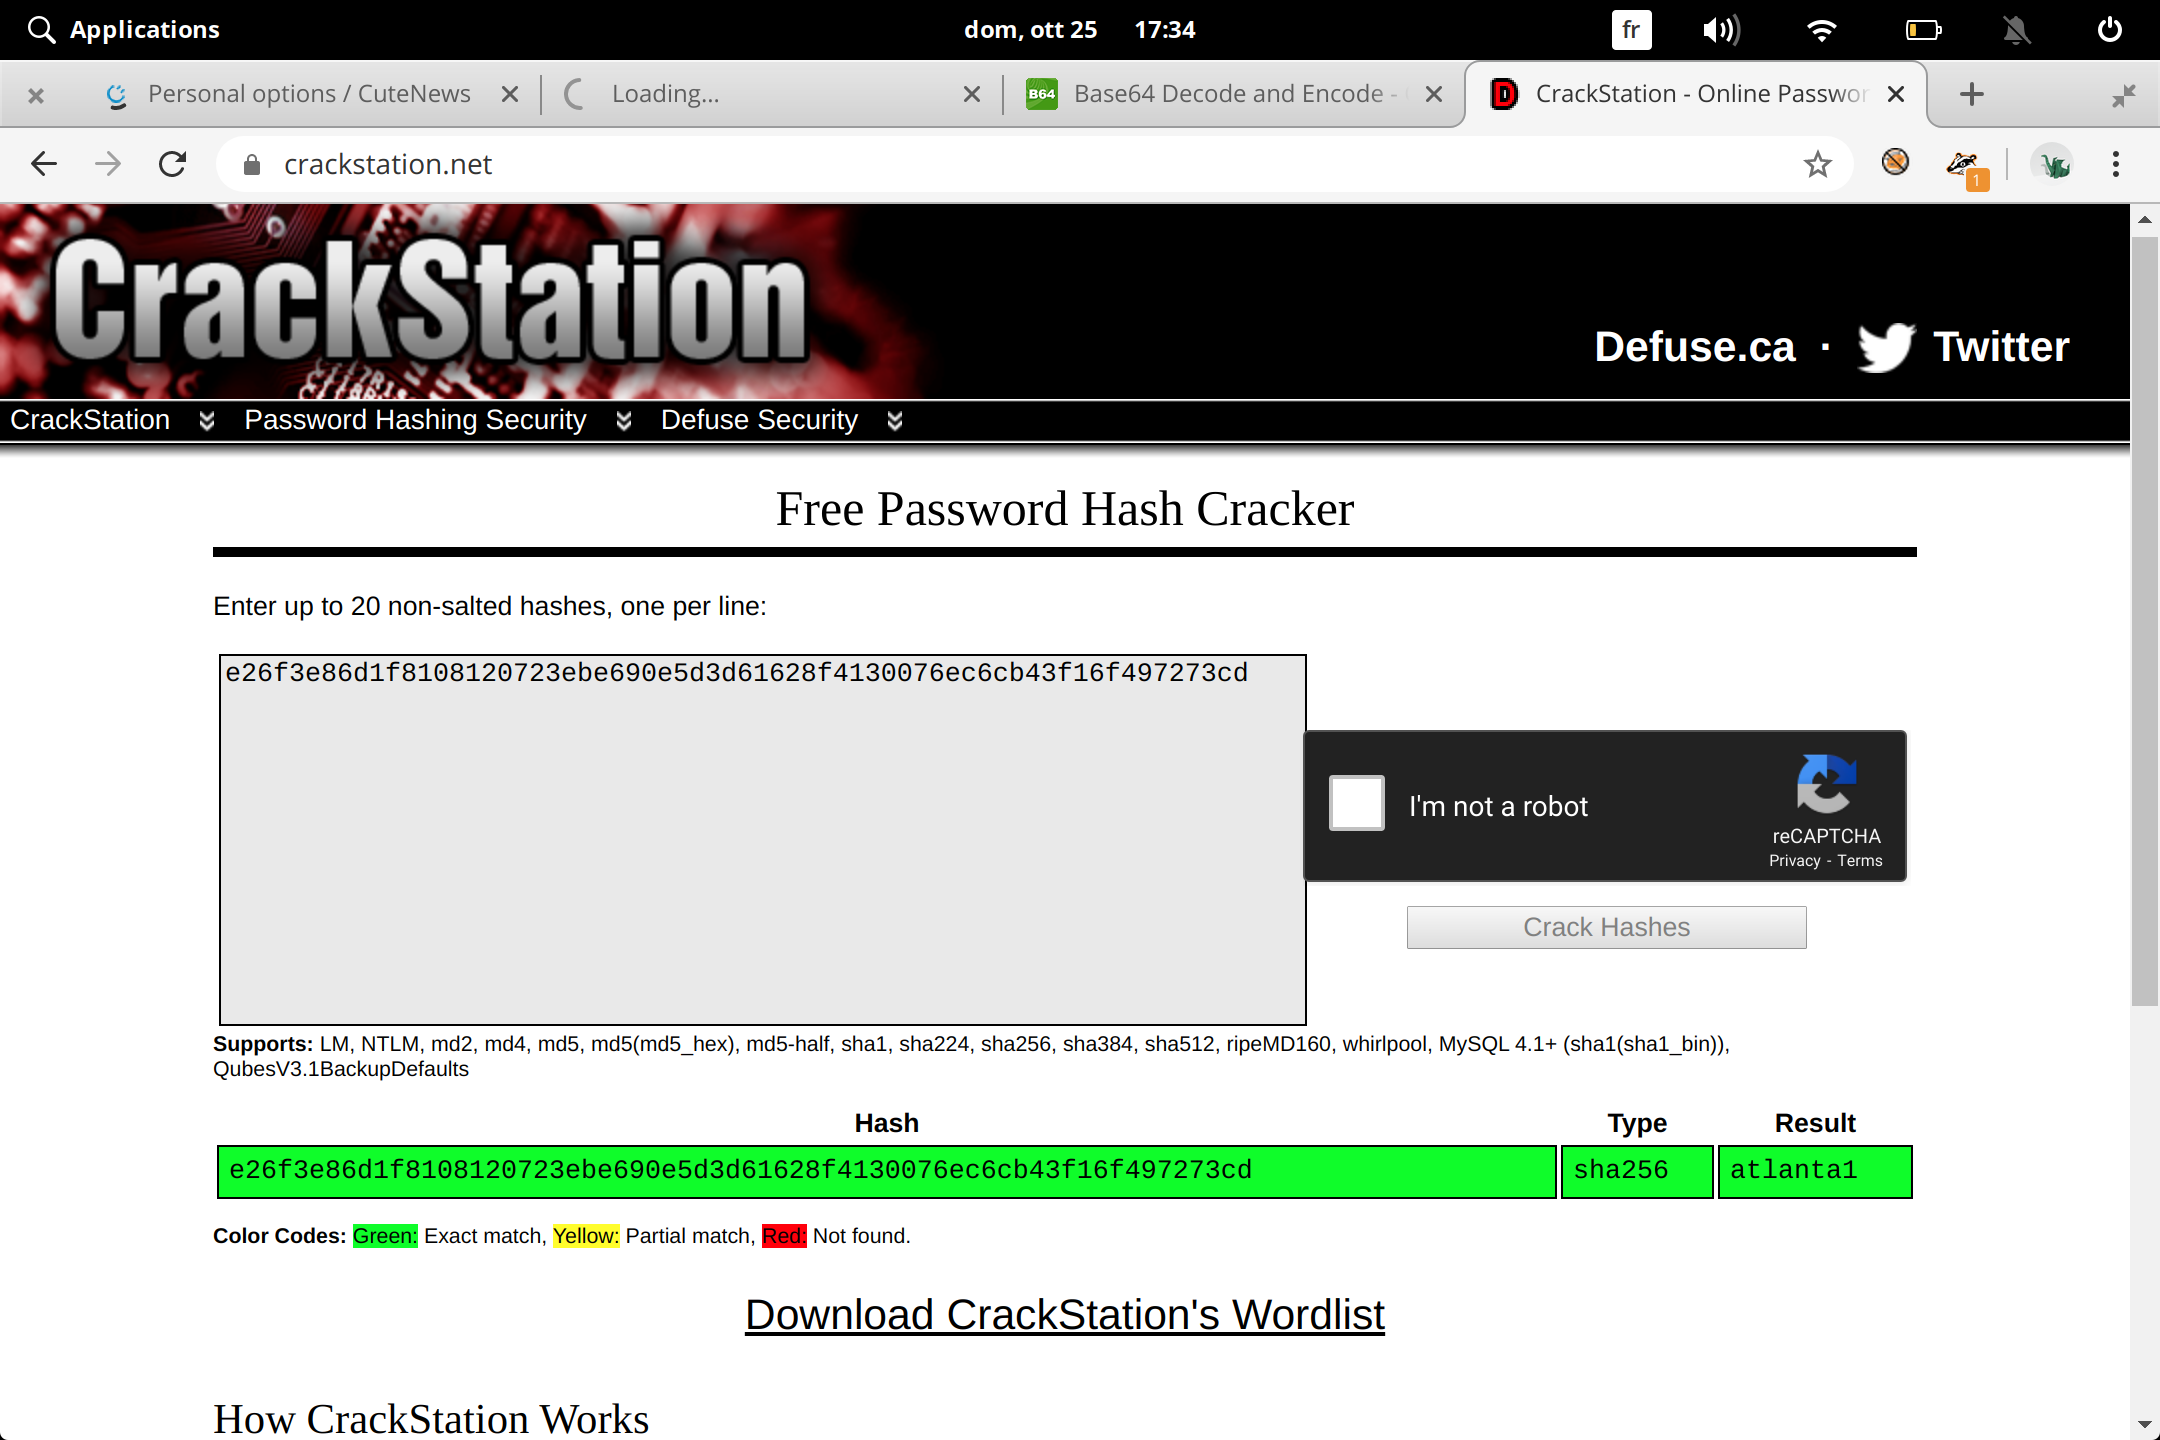 Applications dom, ott 25 17:34 fr
Personal options / CuteNews Loading... B64 Base64 Decode and Encode - CrackStation - Online Passwor
crackstation.net 1
CrackStation
Defuse.ca · Twitter
CrackStation Password Hashing Security Defuse Security
Free Password Hash Cracker
Enter up to 20 non-salted hashes, one per line:
e26f3e86d1f8108120723ebe690e5d3d61628f4130076ec6cb43f16f497273cd
I'm not a robot
reCAPTCHA
Privacy - Terms
Crack Hashes
Supports: LM, NTLM, md2, md4, md5, md5(md5_hex), md5-half, sha1, sha224, sha256, sha384, sha512, ripeMD160, whirlpool, MySQL 4.1+ (sha1(sha1_bin)),
QubesV3.1BackupDefaults
Hash Type Result
e26f3e86d1f8108120723ebe690e5d3d61628f4130076ec6cb43f16f497273cd sha256 atlanta1
Color Codes: Green: Exact match, Yellow: Partial match, Red: Not found.
Download CrackStation's Wordlist
How CrackStation Works